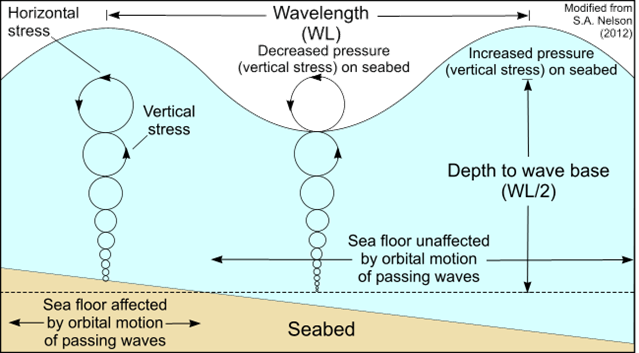 Horizontal
stress
Wavelength
(WL)
Decreased pressure
(vertical stress) on seabed
Modified from
S.A. Nelson
(2012)
Increased pressure
(vertical stress) on seabed
Vertical
stress
Depth to wave base
(WL/2)
Sea floor unaffected
by orbital motion
of passing waves
Sea floor affected
by orbital motion
of passing waves
Seabed